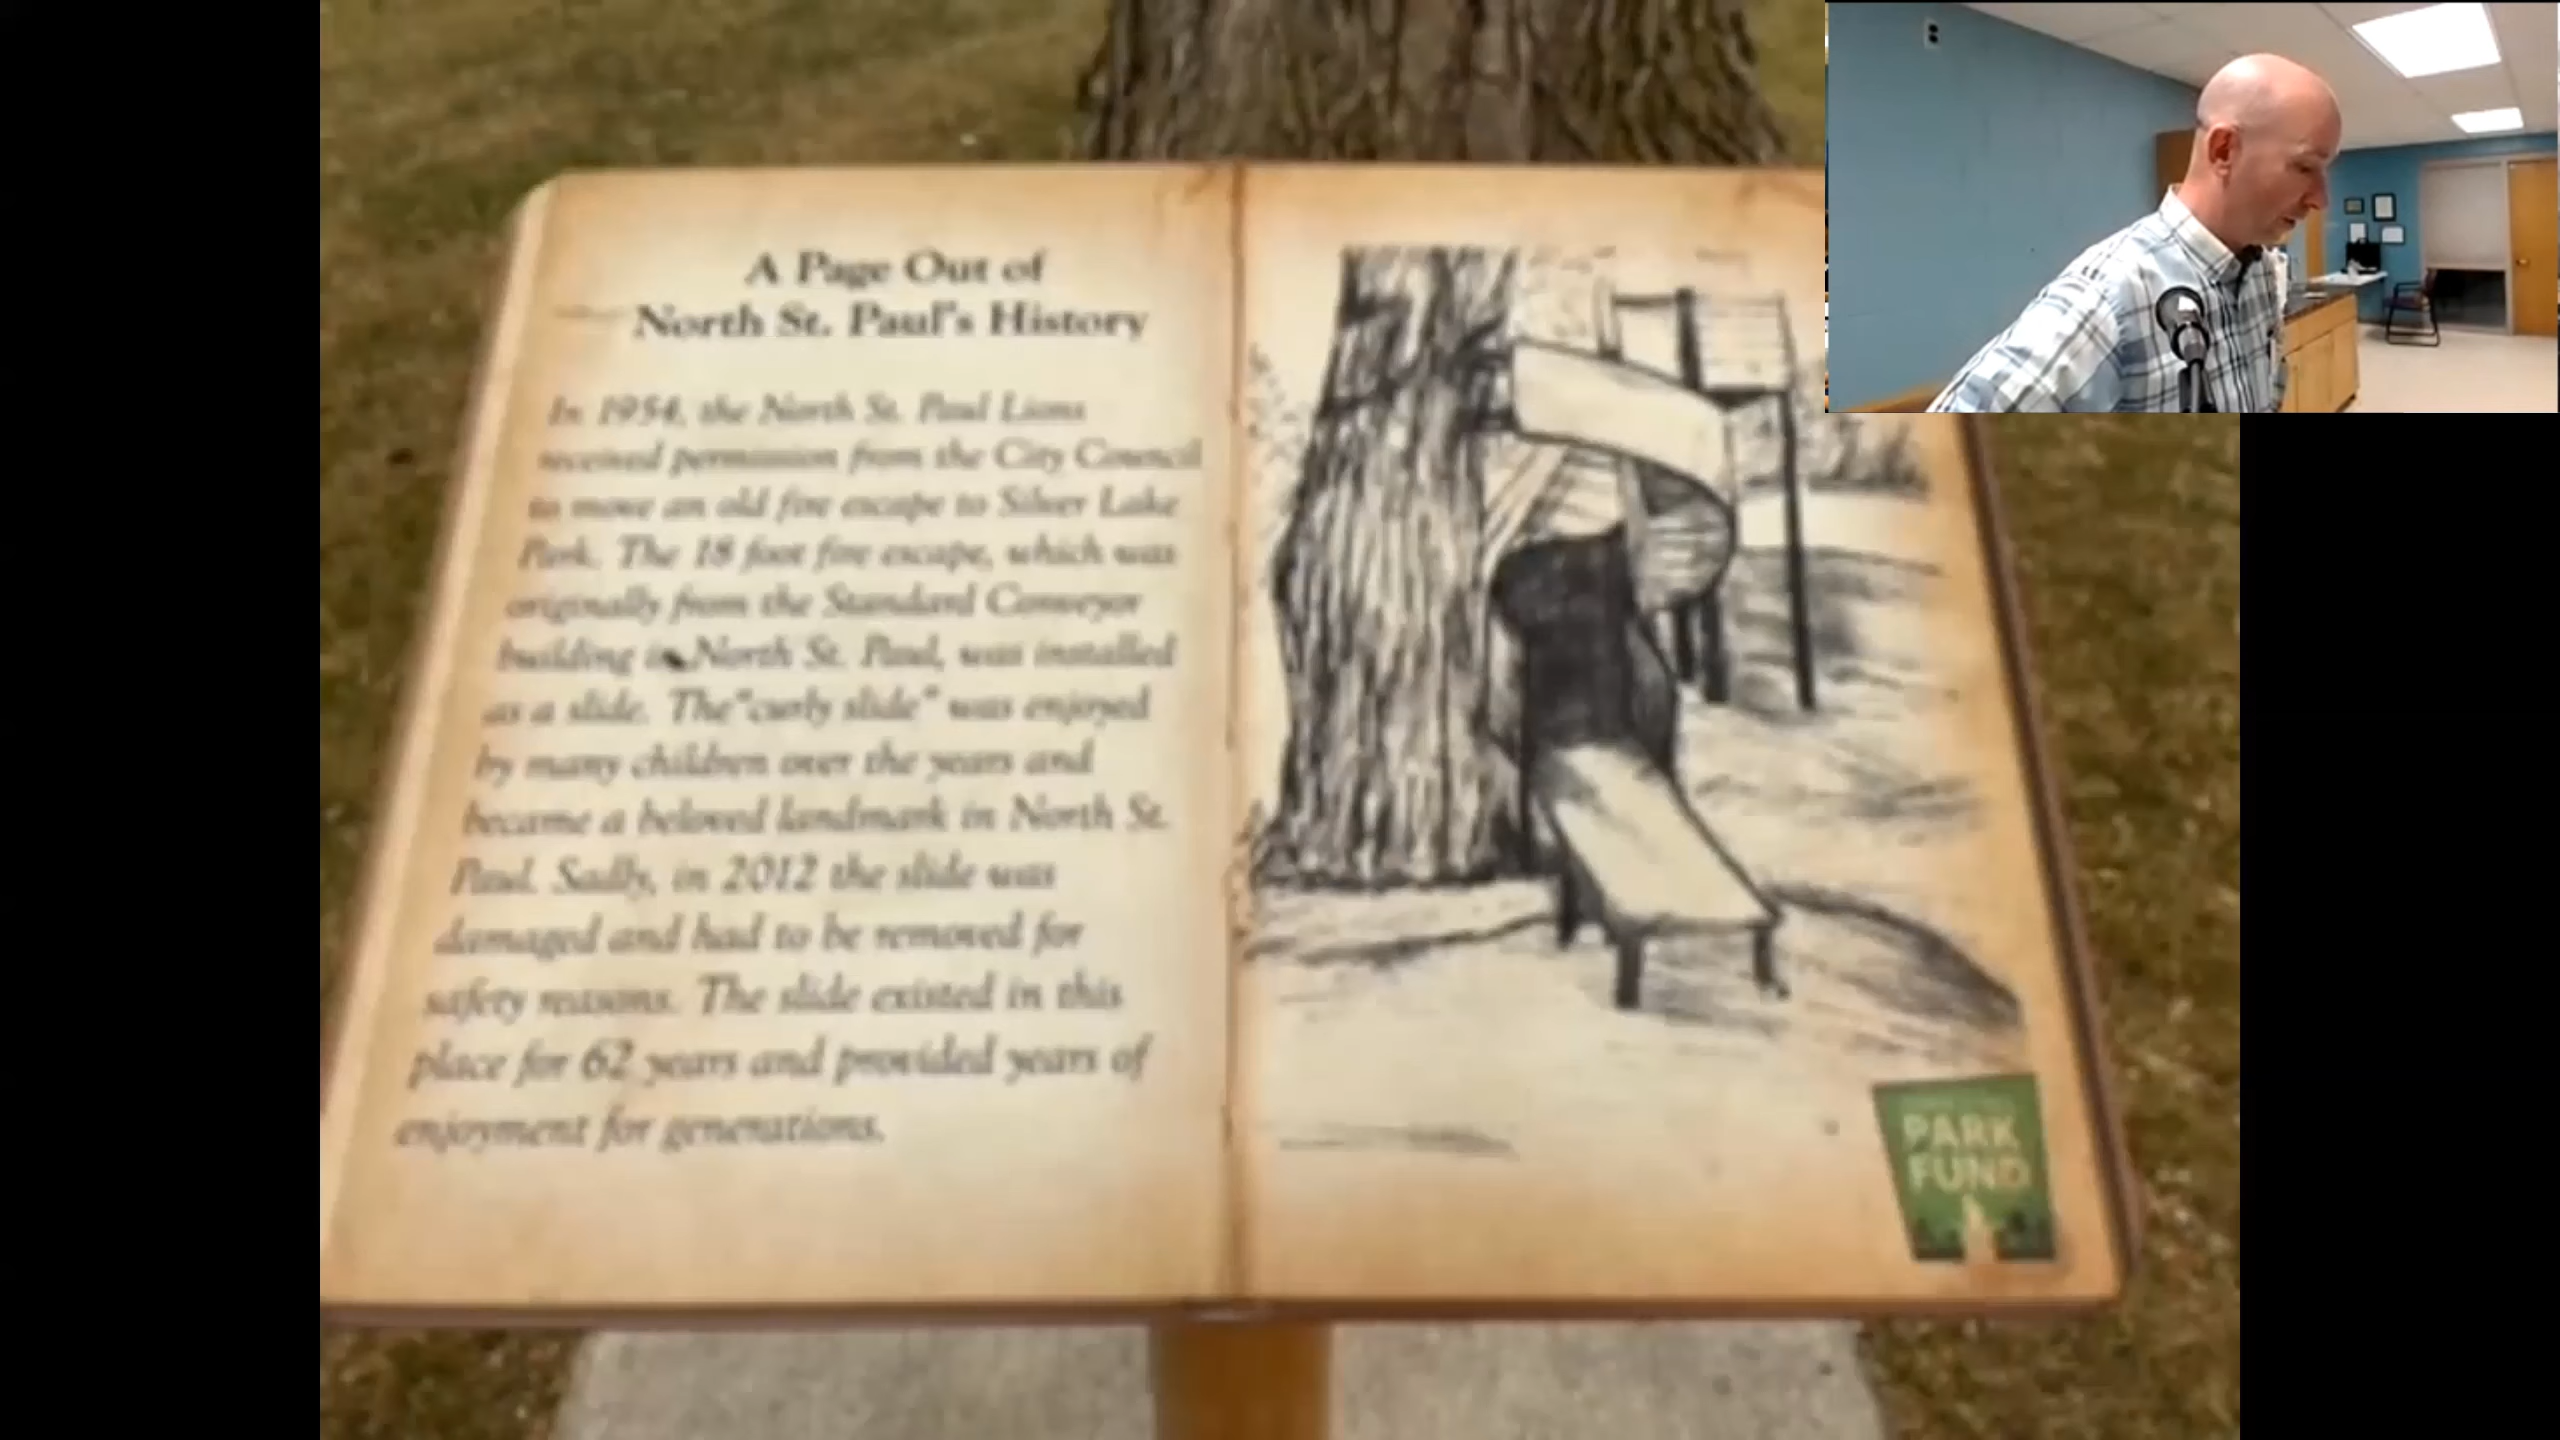 A Page Out of
North St. Paul's History
In 1954, the North St. Paul Lions
received permission from the City Council
to move an old fire escape to Silver Lake
Park. The 18 foot fire escape, which was
originally from the Standard Conveyor
building in North St. Paul, was installed
as a slide. The "curly slide" was enjoyed
by many children over the years and
became a beloved landmark in North St.
Paul. Sadly, in 2012 the slide was
damaged and had to be removed for
safety reasons. The slide existed in this
place for 62 years and provided years of
enjoyment for generations.
PARK
FUND